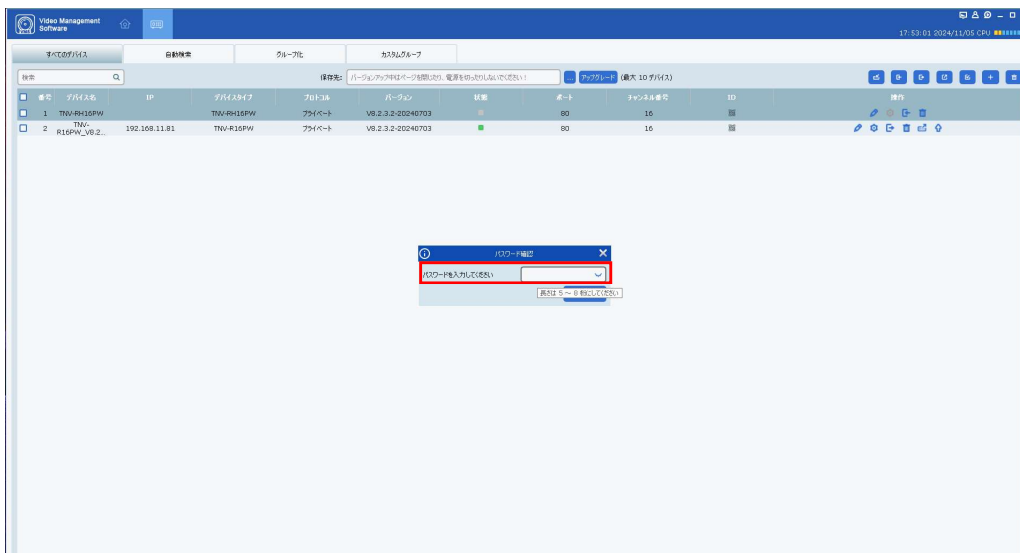 Video Management
Software
17:53:01 2024/11/05 CPU
すべてのデバイス 自動検索 グループ化 カスタムグループ
検索 保存先: バージョンアップ中はページを閉じたり、電源を切ったりしないでください! ... アップグレード (最大 10 デバイス)
番号 デバイス名 IP デバイスタイプ プロトコル バージョン 状態 ポート チャンネル番号 ID 操作
1 TNV-RH16PW TNV-RH16PW プライベート V8.2.3.2-20240703 80 16
2 TNV-R16PW_V8.2... 192.168.11.81 TNV-R16PW プライベート V8.2.3.2-20240703 80 16
パスワード確認
パスワードを入力してください
長さは 5 ~ 8 桁にしてください